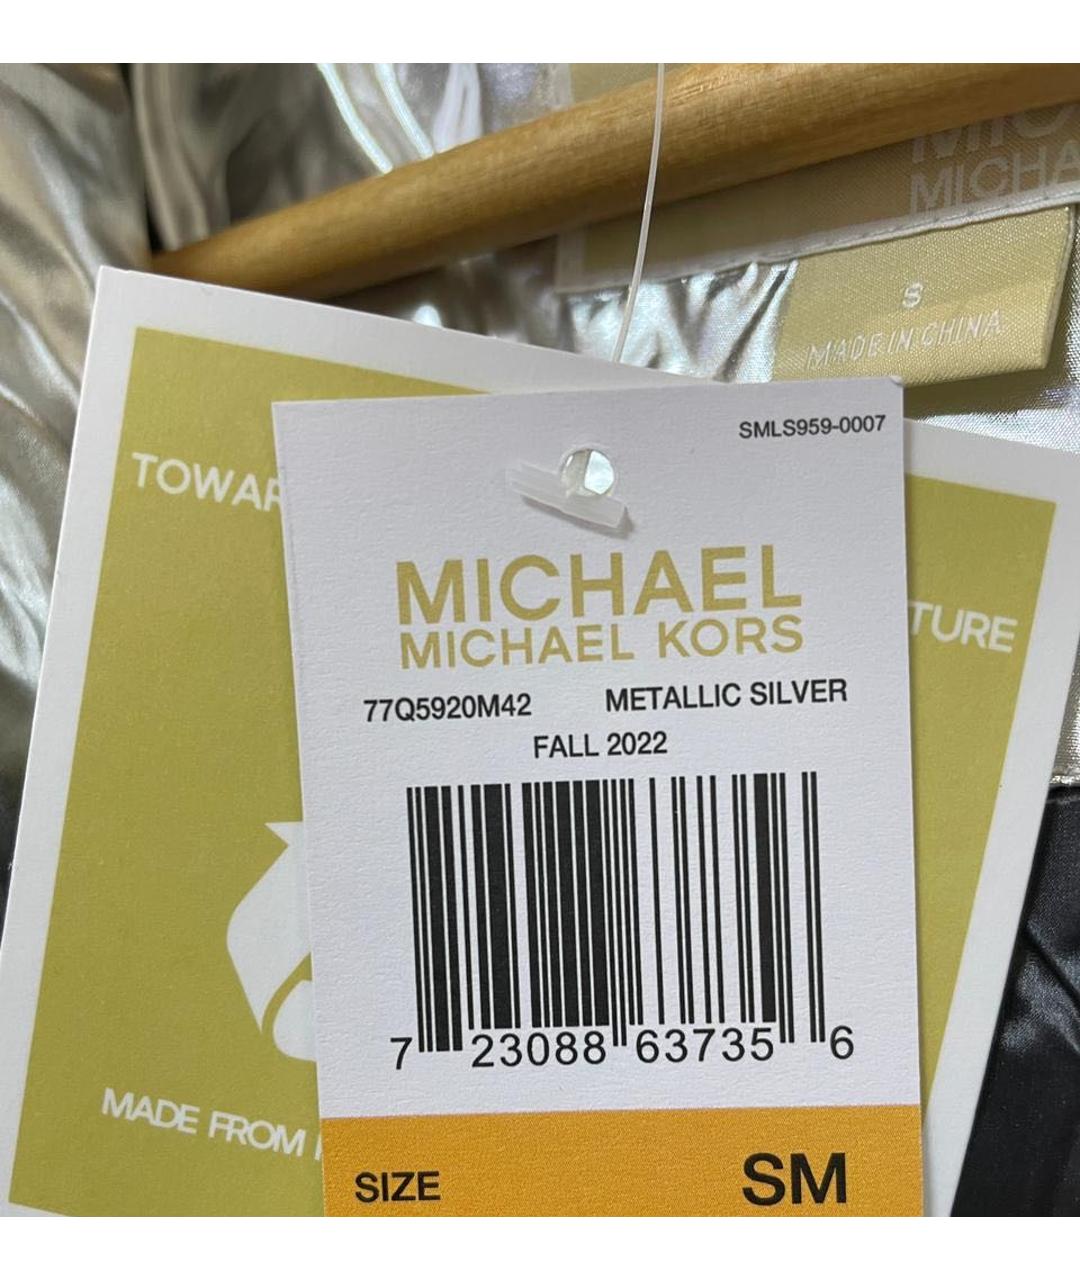 MICHA
S
MADE IN CHINA
SMLS959-0007
TOWAR
TURE
MICHAEL
MICHAEL KORS
77Q5920M42 METALLIC SILVER
FALL 2022
7 23088 63735 6
MADE FROM
SIZE SM